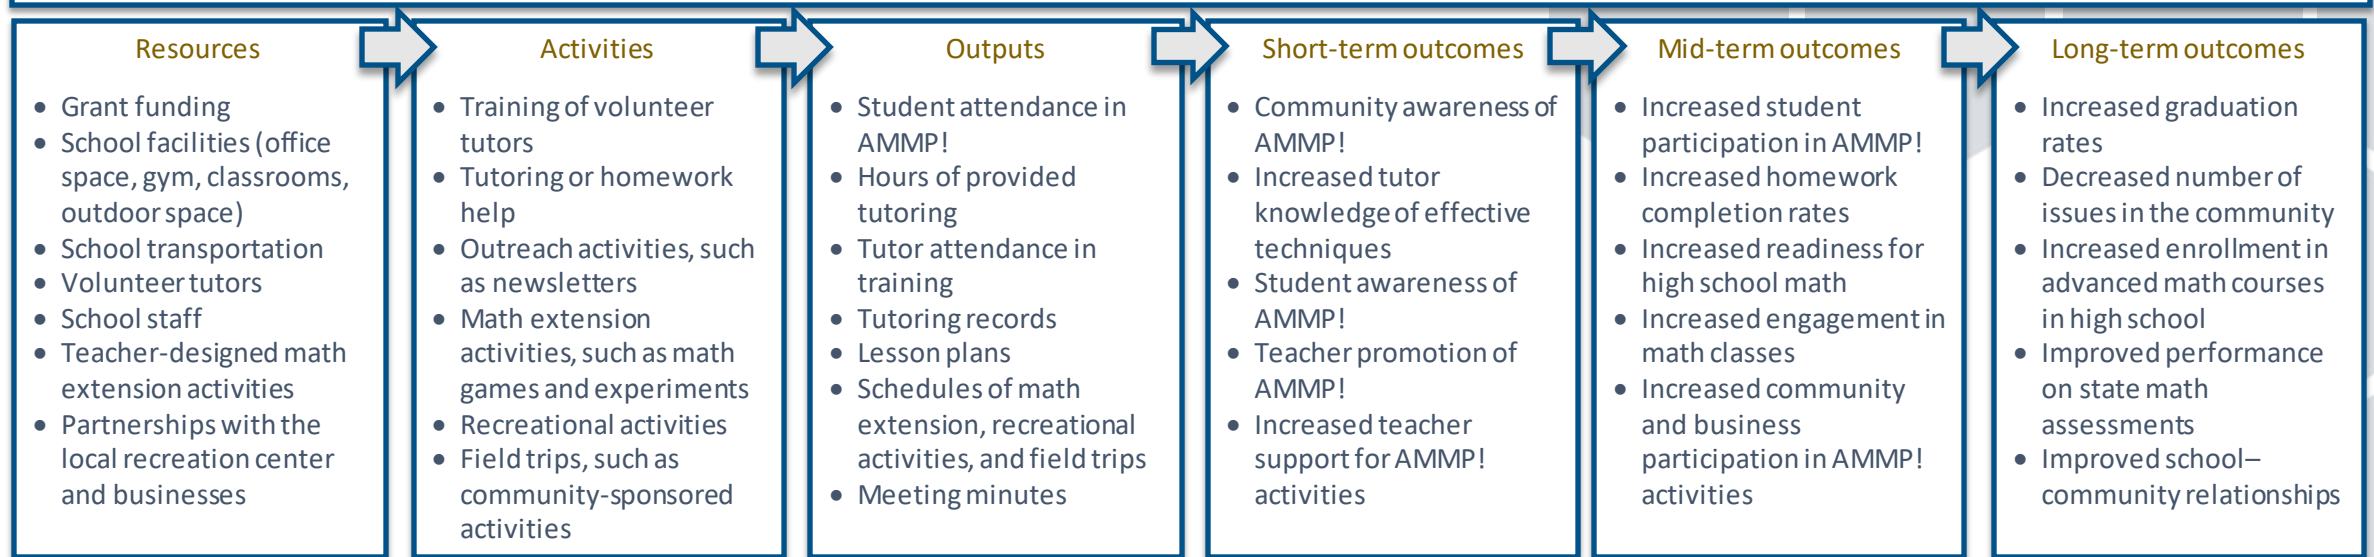 Resources
• Grant funding
• School facilities (office
space, gym, classrooms,
outdoor space)
• School transportation
• Volunteer tutors
• School staff
• Teacher-designed math
extension activities
• Partnerships with the
local recreation center
and businesses
Activities
• Training of volunteer
tutors
• Tutoring or homework
help
• Outreach activities, such
as newsletters
• Math extension
activities, such as math
games and experiments
• Recreational activities
• Field trips, such as
community-sponsored
activities
Outputs
• Student attendance in
AMMP!
• Hours of provided
tutoring
• Tutor attendance in
training
• Tutoring records
• Lesson plans
• Schedules of math
extension, recreational
activities, and field trips
• Meeting minutes
Short-term outcomes
• Community awareness of
AMMP!
• Increased tutor
knowledge of effective
techniques
• Student awareness of
AMMP!
• Teacher promotion of
AMMP!
• Increased teacher
support for AMMP!
activities
Mid-term outcomes
• Increased student
participation in AMMP!
• Increased homework
completion rates
• Increased readiness for
high school math
• Increased engagement in
math classes
• Increased community
and business
participation in AMMP!
activities
Long-term outcomes
• Increased graduation
rates
• Decreased number of
issues in the community
• Increased enrollment in
advanced math courses
in high school
• Improved performance
on state math
assessments
• Improved school–
community relationships